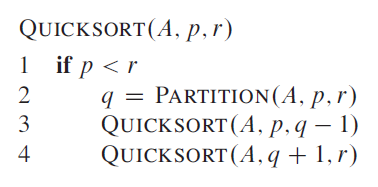 QUICKSORT(A, p, r)
1 if p < r
2 q = PARTITION(A, p, r)
3 QUICKSORT(A, p, q − 1)
4 QUICKSORT(A, q + 1, r)